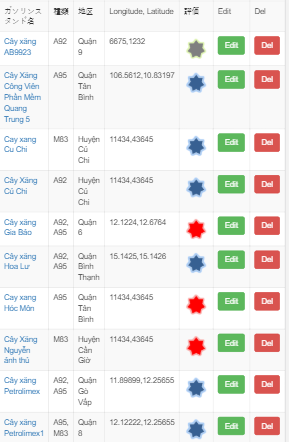 ガソリンス
タンド名
種類
地区
Longitude, Latitude
評価
Edit
Del
Cây xăng
AB9923
A92
Quận
9
6675,1232
Edit
Del
Cây Xăng
Công Viên
Phần Mềm
Quang
Trung 5
A95
Quận
Tân
Bình
106.5612,10.83197
Edit
Del
Cay xang
Cu Chi
M83
Huyện
Củ
Chi
11434,43645
Edit
Del
Cây Xăng
Củ Chi
A92
Huyện
Củ
Chi
11434,43645
Edit
Del
Cây xăng
Gia Bảo
A92,
A95
Quận
6
12.1224,12.6764
Edit
Del
Cây xăng
Hoa Lư
A92,
A95
Quận
Bình
Thạnh
15.1425,15.1426
Edit
Del
Cay xang
Hóc Môn
A95
Quận
Tân
Bình
11434,43645
Edit
Del
Cây Xăng
Nguyễn
ánh thủ
M83
Huyện
Cần
Giờ
11434,43645
Edit
Del
Cây xăng
Petrolimex
A92,
A95
Quận
Gò
Vấp
11.89899,12.25655
Edit
Del
Cây xăng
Petrolimex1
A95,
M83
Quận
8
12.12222,12.25655
Edit
Del